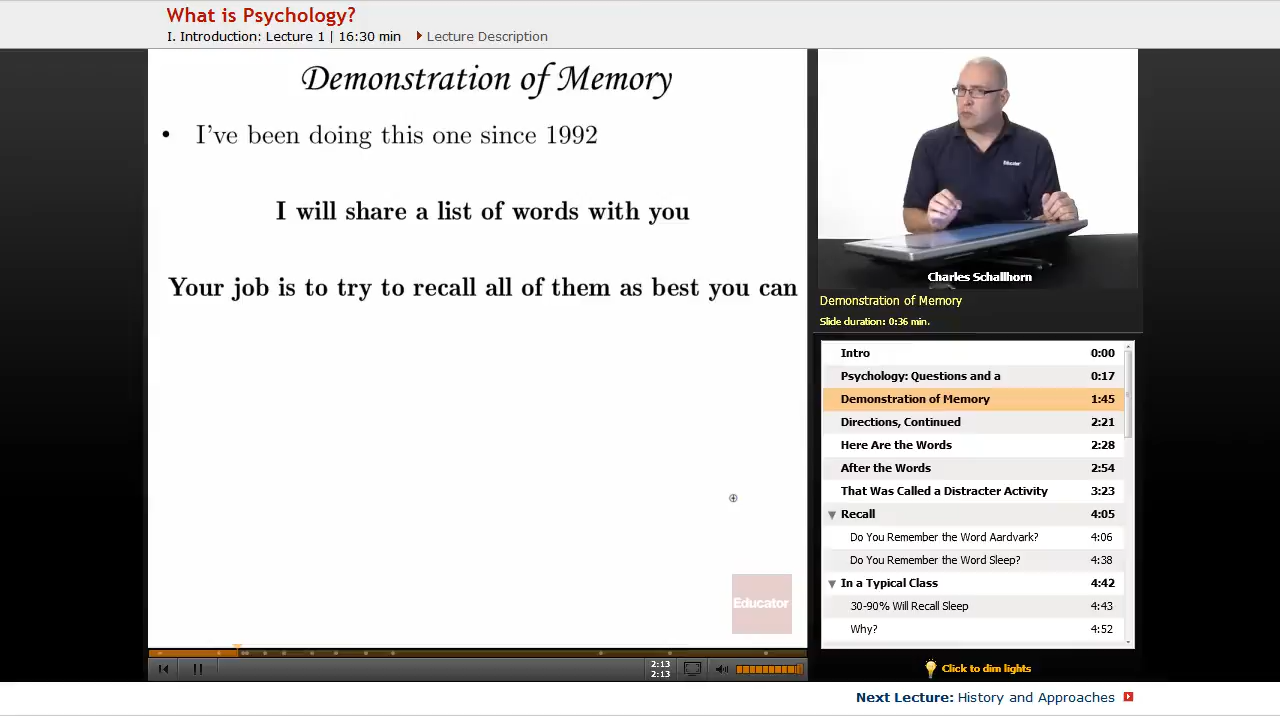 What is Psychology?
I. Introduction: Lecture 1 | 16:30 min
Lecture Description
Demonstration of Memory
• I've been doing this one since 1992
I will share a list of words with you
Your job is to try to recall all of them as best you can
Educator
Educator
Charles Schallhorn
Demonstration of Memory
Slide duration: 0:36 min.
Intro 0:00
Psychology: Questions and a 0:17
Demonstration of Memory 1:45
Directions, Continued 2:21
Here Are the Words 2:28
After the Words 2:54
That Was Called a Distracter Activity 3:23
Recall 4:05
Do You Remember the Word Aardvark? 4:06
Do You Remember the Word Sleep? 4:38
In a Typical Class 4:42
30-90% Will Recall Sleep 4:43
Why? 4:52
2:13
2:13
Click to dim lights
Next Lecture: History and Approaches